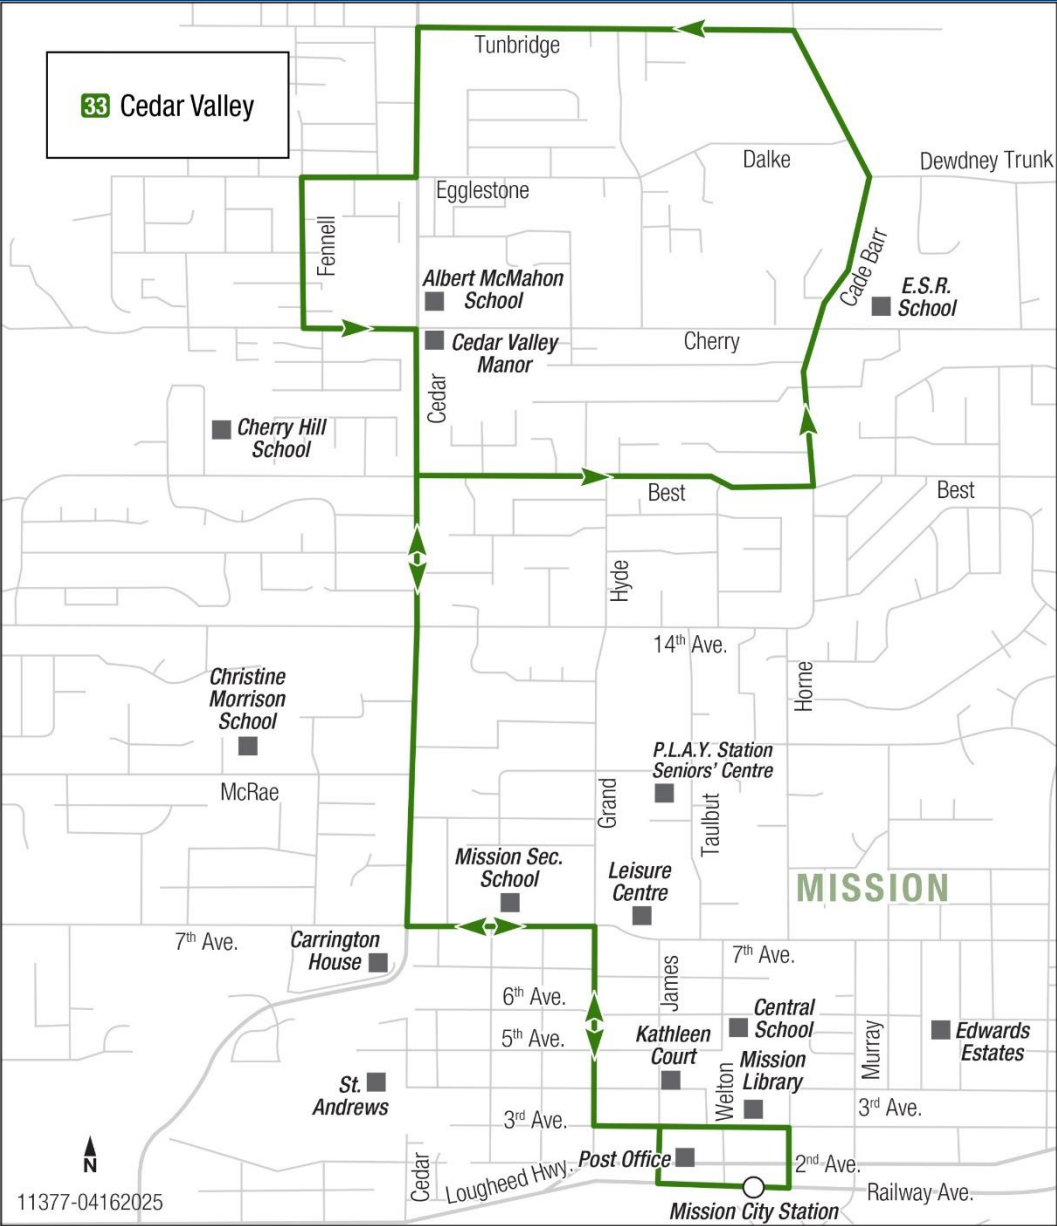 Tunbridge
33 Cedar Valley
Dalke
Dewdney Trunk
Egglestone
Fennell
Cade Barr
Albert McMahon
School
E.S.R.
School
Cedar Valley
Manor
Cherry
Cedar
Cherry Hill
School
Best
Best
Hyde
14th Ave.
Horne
Christine
Morrison
School
P.L.A.Y. Station
Seniors' Centre
McRae
Grand
Taulbut
Mission Sec.
School
Leisure
Centre
MISSION
7th Ave.
Carrington
House
7th Ave.
James
6th Ave.
5th Ave.
Central
School
Kathleen
Court
Murray
Edwards
Estates
Mission
Library
Welton
St.
Andrews
3rd Ave.
3rd Ave.
N
Post Office
2nd Ave.
Cedar
Lougheed Hwy.
Railway Ave.
11377-04162025
Mission City Station